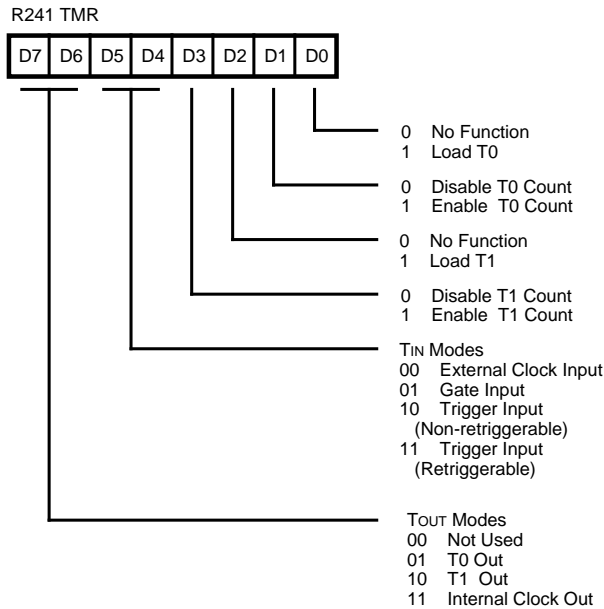 R241 TMR
D7 D6 D5 D4 D3 D2 D1 D0
0 No Function
1 Load T0
0 Disable T0 Count
1 Enable T0 Count
0 No Function
1 Load T1
0 Disable T1 Count
1 Enable T1 Count
TIN Modes
00 External Clock Input
01 Gate Input
10 Trigger Input
(Non-retriggerable)
11 Trigger Input
(Retriggerable)
TOUT Modes
00 Not Used
01 T0 Out
10 T1 Out
11 Internal Clock Out